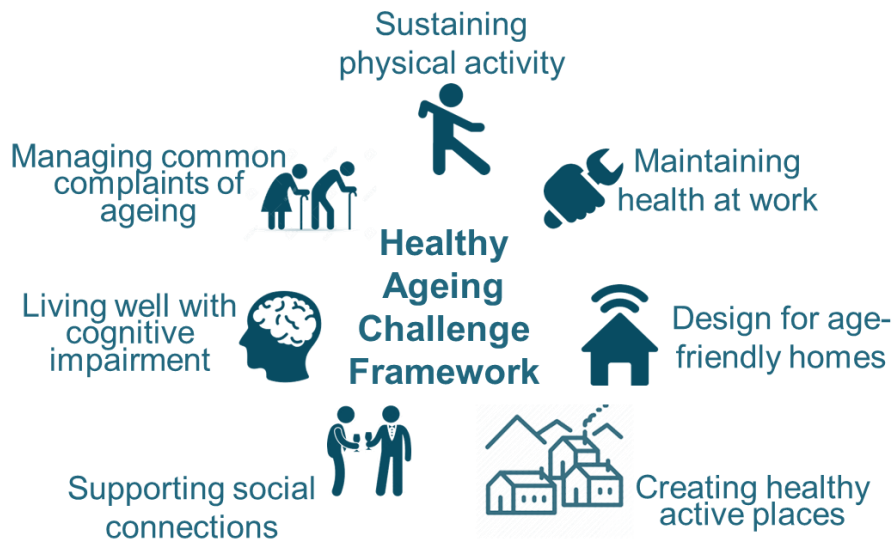 Sustaining
physical activity
Maintaining
health at work
Design for age-
friendly homes
Creating healthy
active places
Supporting social
connections
Living well with
cognitive
impairment
Managing common
complaints of
ageing
Healthy
Ageing
Challenge
Framework